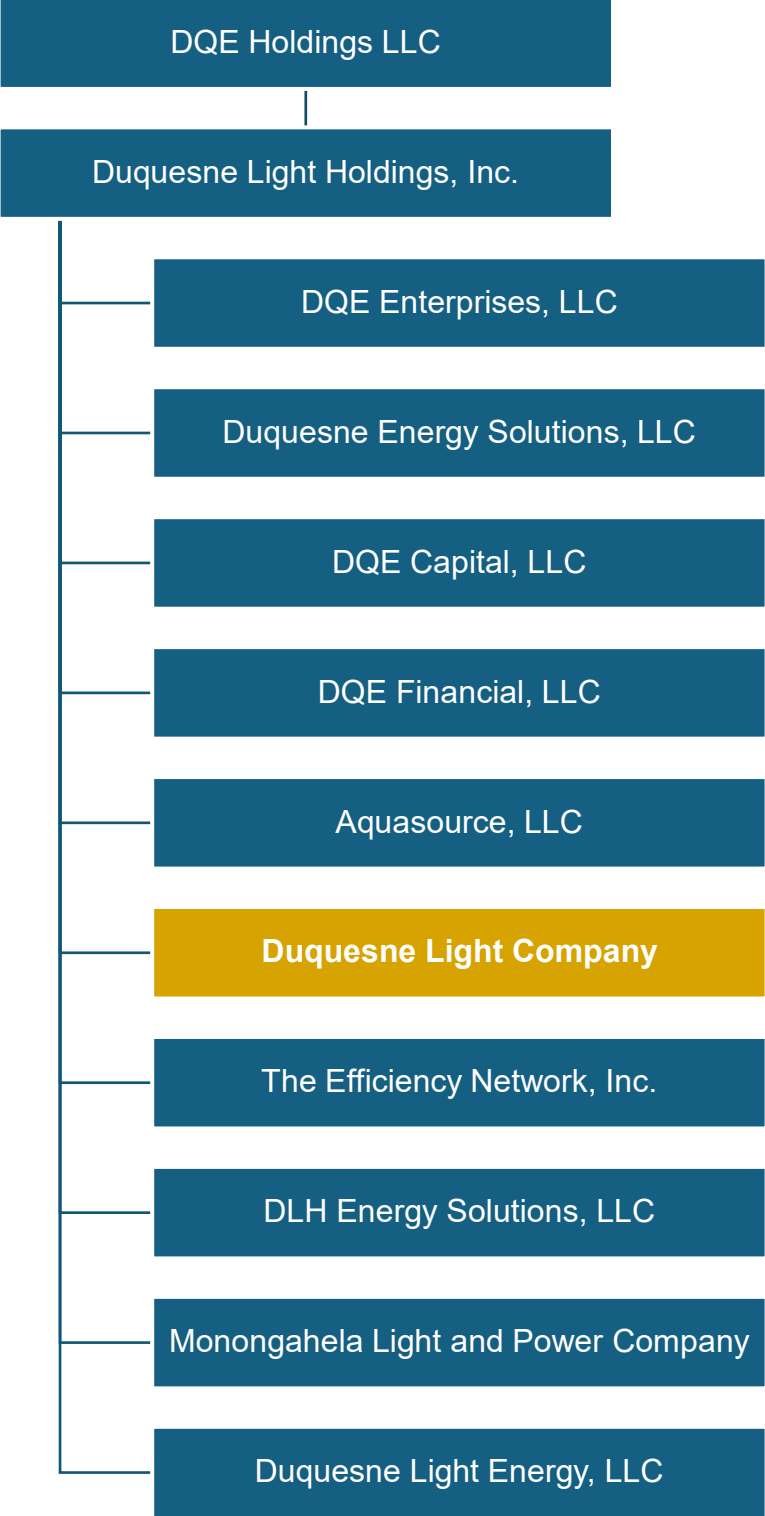 DQE Holdings LLC
Duquesne Light Holdings, Inc.
DQE Enterprises, LLC
Duquesne Energy Solutions, LLC
DQE Capital, LLC
DQE Financial, LLC
Aquasource, LLC
Duquesne Light Company
The Efficiency Network, Inc.
DLH Energy Solutions, LLC
Monongahela Light and Power Company
Duquesne Light Energy, LLC